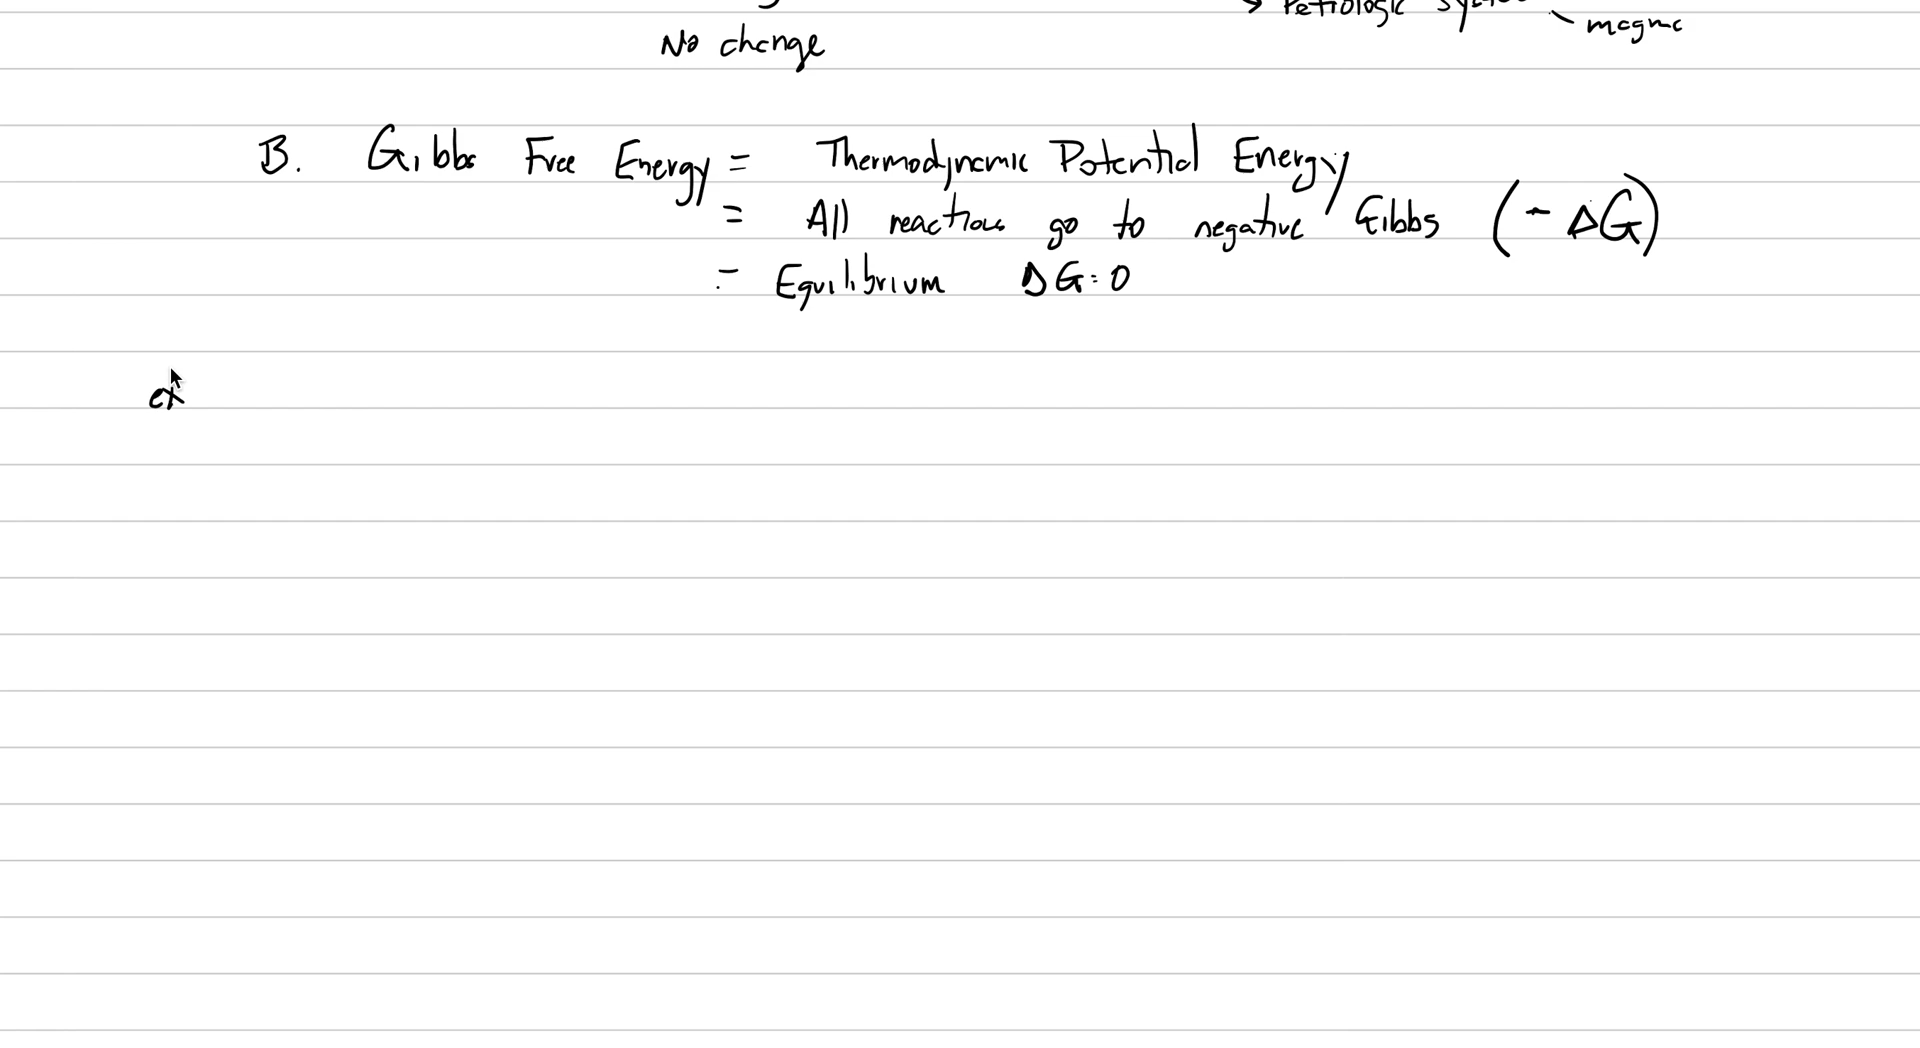 → Petrologic
magma
No change
B. Gibbs Free Energy = Thermodynamic Potential Energy
= All reactions go to negative Gibbs (- ΔG)
= Equilibrium ΔG=0
ex